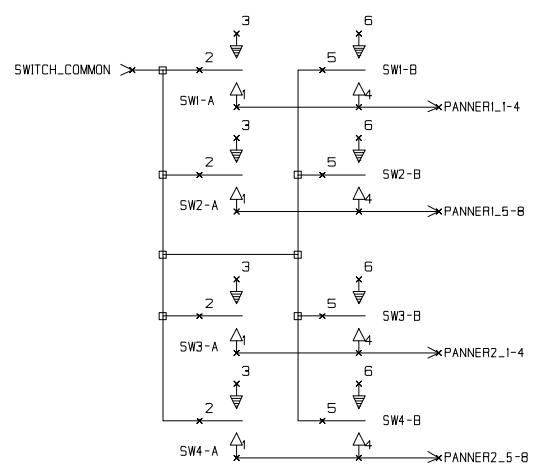 3 6
2 5
SWITCH_COMMON SW1-B
SW1-A 1 4
PANNER1_1-4
3 6
2 5 SW2-B
SW2-A 1 4
PANNER1_5-8
3 6
2 5 SW3-B
SW3-A 1 4
PANNER2_1-4
3 6
2 5 SW4-B
SW4-A 1 4
PANNER2_5-8